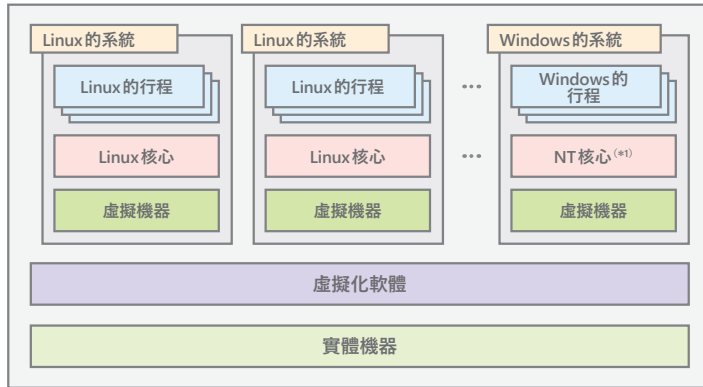 Linux的系統
Linux的系統
Windows的系統
Linux的行程
Linux的行程
…
Windows的
行程
Linux核心
Linux核心
…
NT核心(*1)
虛擬機器
虛擬機器
虛擬機器
虛擬化軟體
實體機器